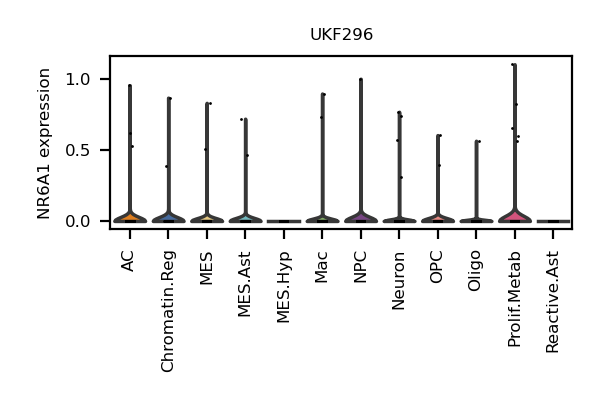 UKF296
NR6A1 expression
1.0
0.5
0.0
AC
Chromatin.Reg
MES
MES.Ast
MES.Hyp
Mac
NPC
Neuron
OPC
Oligo
Prolif.Metab
Reactive.Ast